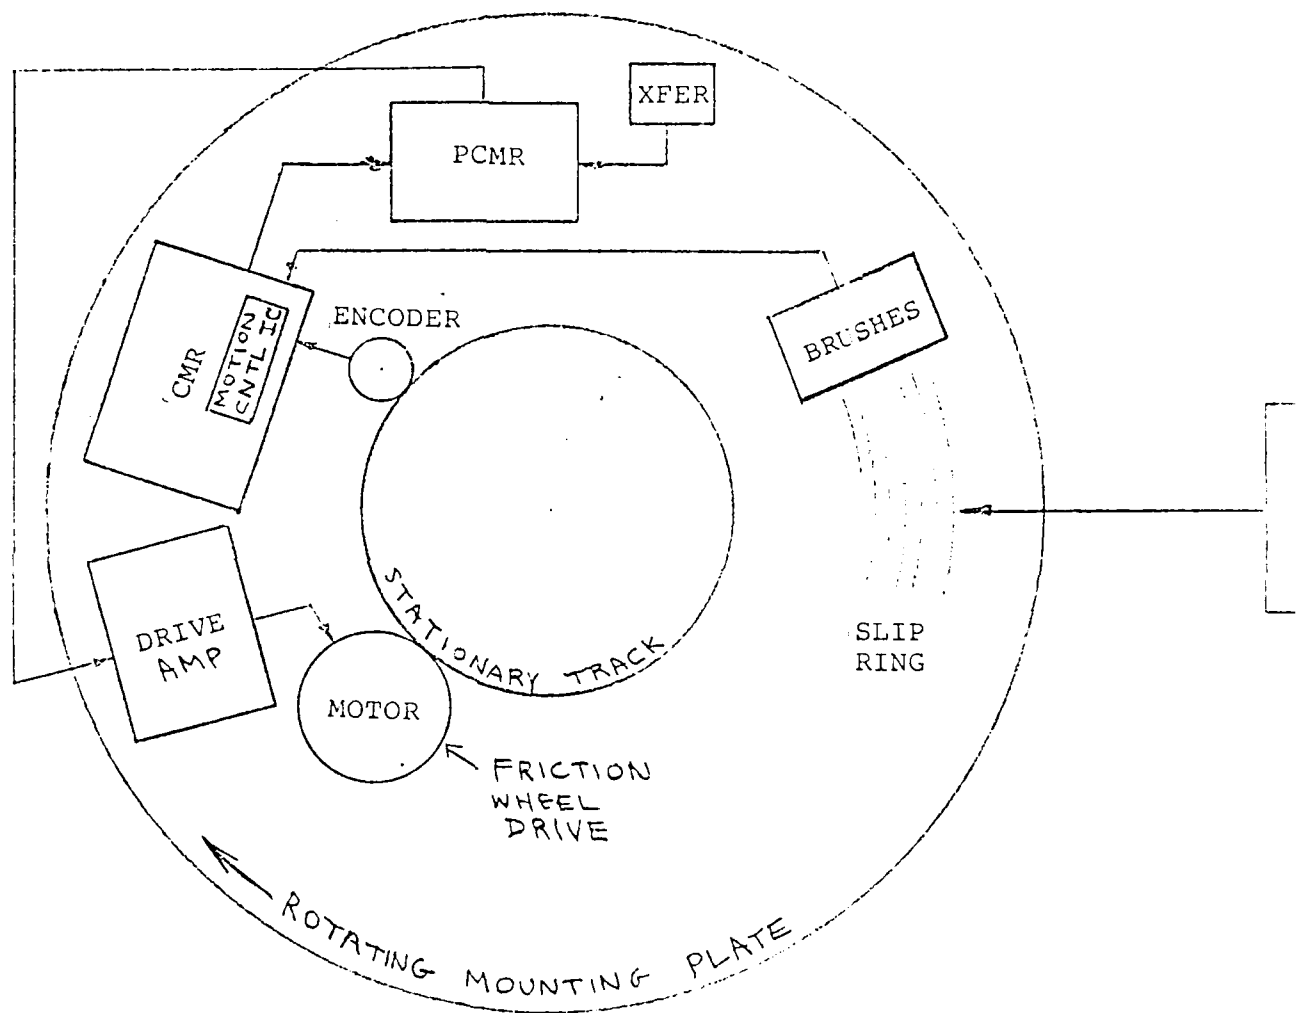 XFER
PCMR
ENCODER
BRUSHES
CMR
MOTION
CNTL IC
STATIONARY TRACK
DRIVE
AMP
SLIP
RING
MOTOR
FRICTION
WHEEL
DRIVE
ROTATING MOUNTING PLATE